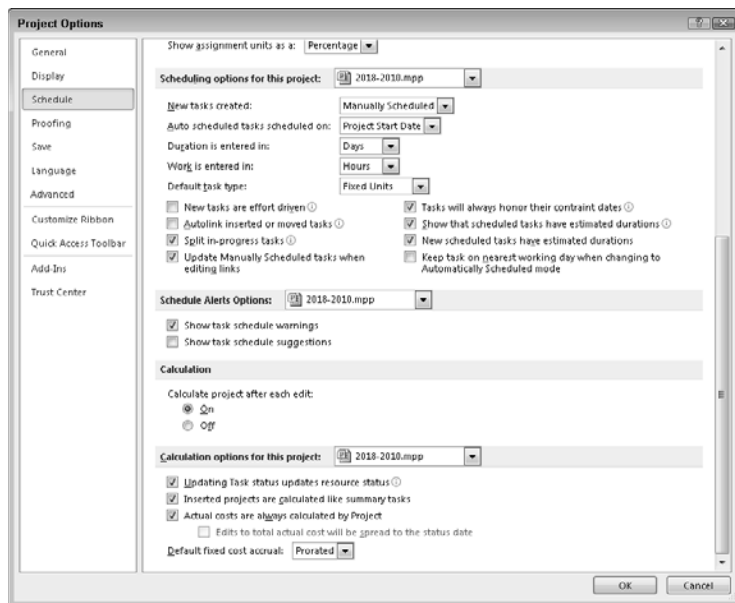 Project Options
General
Display
Schedule
Proofing
Save
Language
Advanced
Customize Ribbon
Quick Access Toolbar
Add-Ins
Trust Center
Show assignment units as a: Percentage
Scheduling options for this project: 2018-2010.mpp
New tasks created: Manually Scheduled
Auto scheduled tasks scheduled on: Project Start Date
Duration is entered in: Days
Work is entered in: Hours
Default task type: Fixed Units
New tasks are effort driven
Tasks will always honor their contraint dates
Autolink inserted or moved tasks
Show that scheduled tasks have estimated durations
Split in-progress tasks
New scheduled tasks have estimated durations
Update Manually Scheduled tasks when
editing links
Keep task on nearest working day when changing to
Automatically Scheduled mode
Schedule Alerts Options: 2018-2010.mpp
Show task schedule warnings
Show task schedule suggestions
Calculation
Calculate project after each edit:
On
Off
Calculation options for this project: 2018-2010.mpp
Updating Task status updates resource status
Inserted projects are calculated like summary tasks
Actual costs are always calculated by Project
Edits to total actual cost will be spread to the status date
Default fixed cost accrual: Prorated
OK Cancel